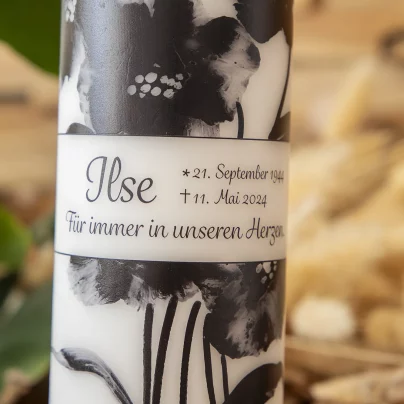 Ilse
*21. September 1944
†11. Mai 2024
Für immer in unseren Herzen.